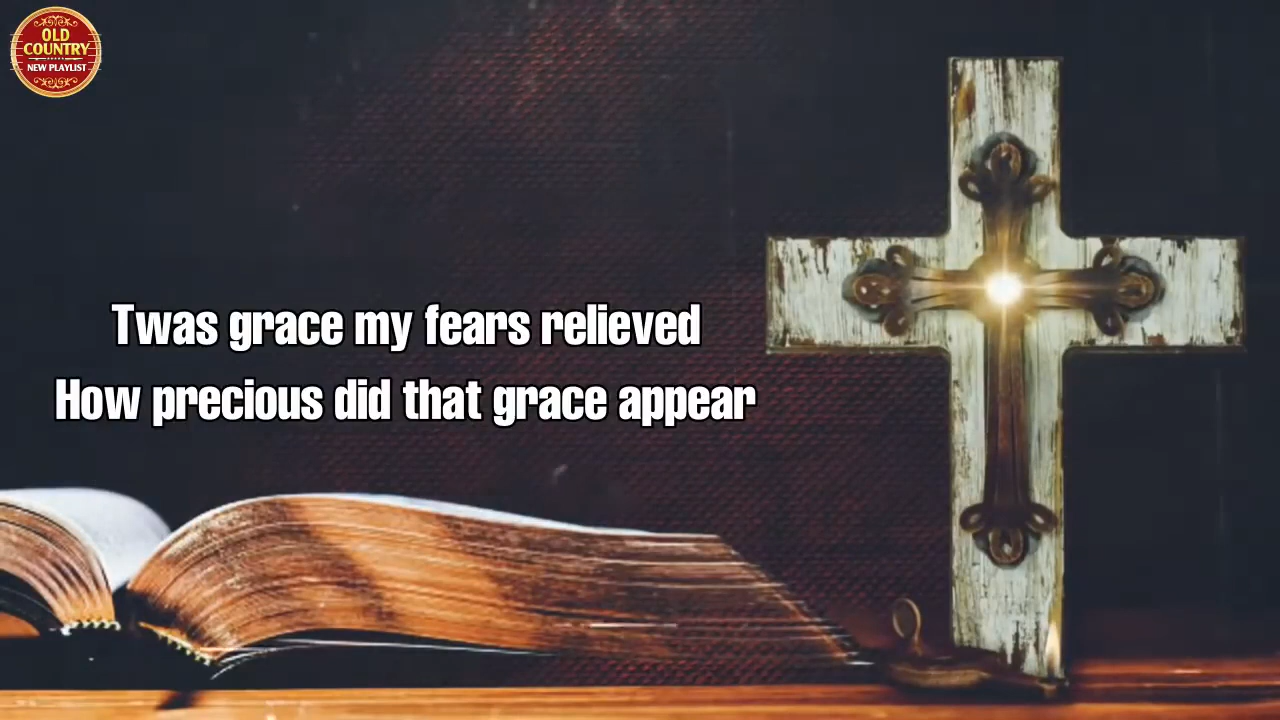 OLD
COUNTRY
NEW PLAYLIST
Twas grace my fears relieved
How precious did that grace appear